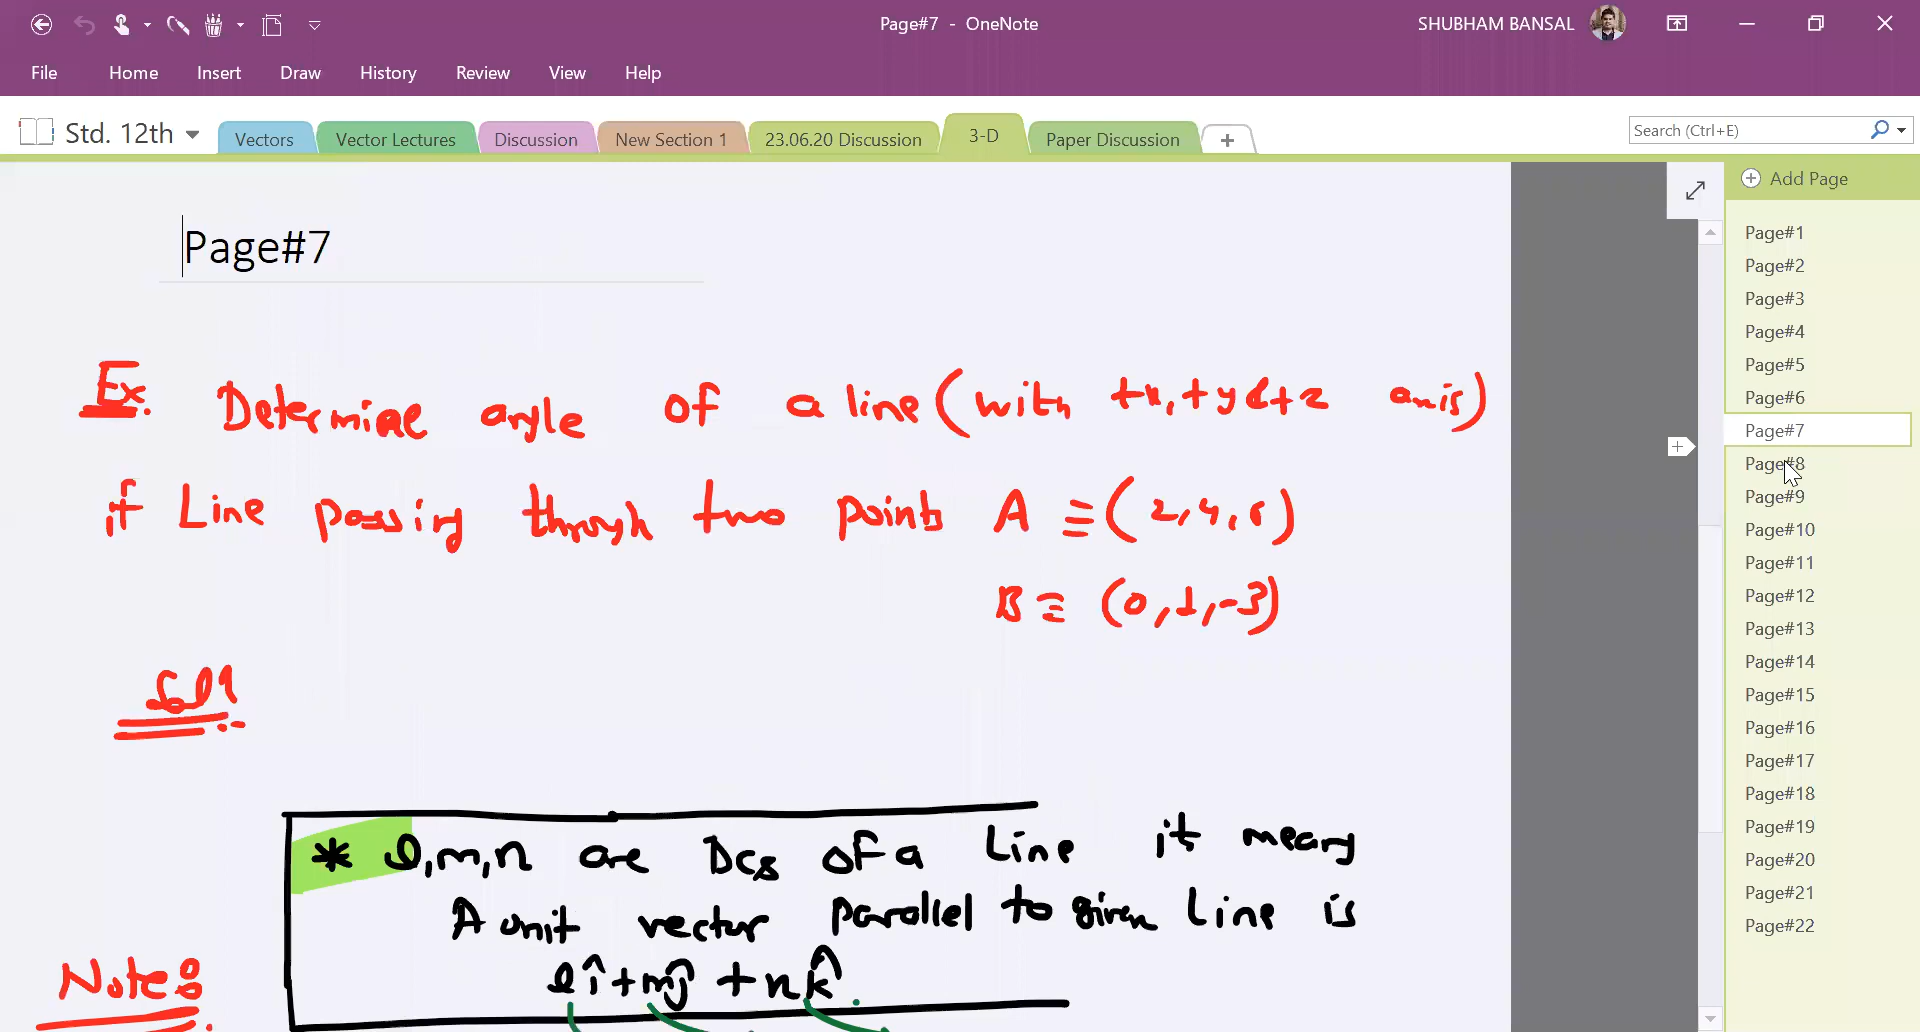 Page#7 - OneNote
SHUBHAM BANSAL
File Home Insert Draw History Review View Help
Std. 12th
Vectors
Vector Lectures
Discussion
New Section 1
23.06.20 Discussion
3-D
Paper Discussion
Search (Ctrl+E)
Page#7
Ex. Determine angle of a line (with +x, +y & +z axis)
if Line passing through two points A ≡ (2,4,6)
B ≡ (0,1,-3)
Soln
* l,m,n are Dcs of a Line it means
A unit vector parallel to given Line is
lî+mĵ+nk̂.
Note:
Add Page
Page#1
Page#2
Page#3
Page#4
Page#5
Page#6
Page#7
Page#8
Page#9
Page#10
Page#11
Page#12
Page#13
Page#14
Page#15
Page#16
Page#17
Page#18
Page#19
Page#20
Page#21
Page#22